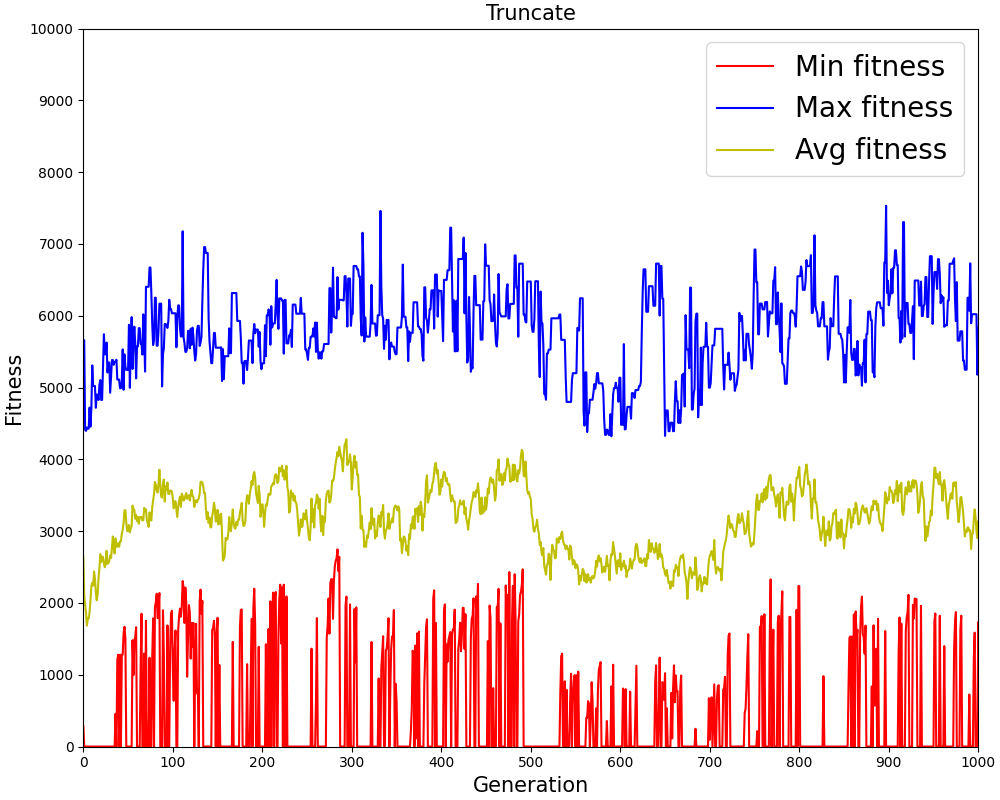 Truncate
10000
9000
8000
7000
6000
5000
4000
3000
2000
1000
0
Fitness
Min fitness
Max fitness
Avg fitness
0 100 200 300 400 500 600 700 800 900 1000
Generation